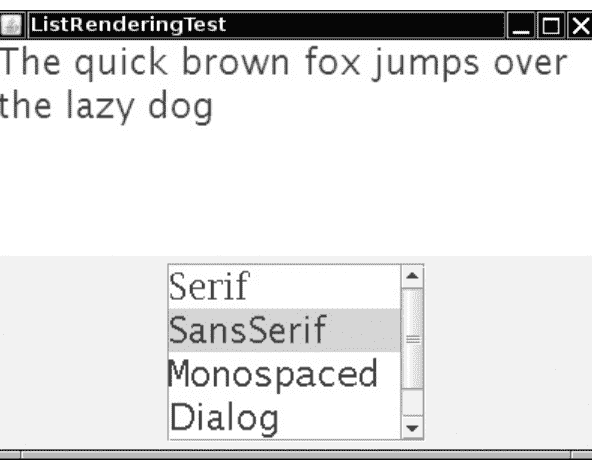 ListRenderingTest
The quick brown fox jumps over
the lazy dog
Serif
SansSerif
Monospaced
Dialog